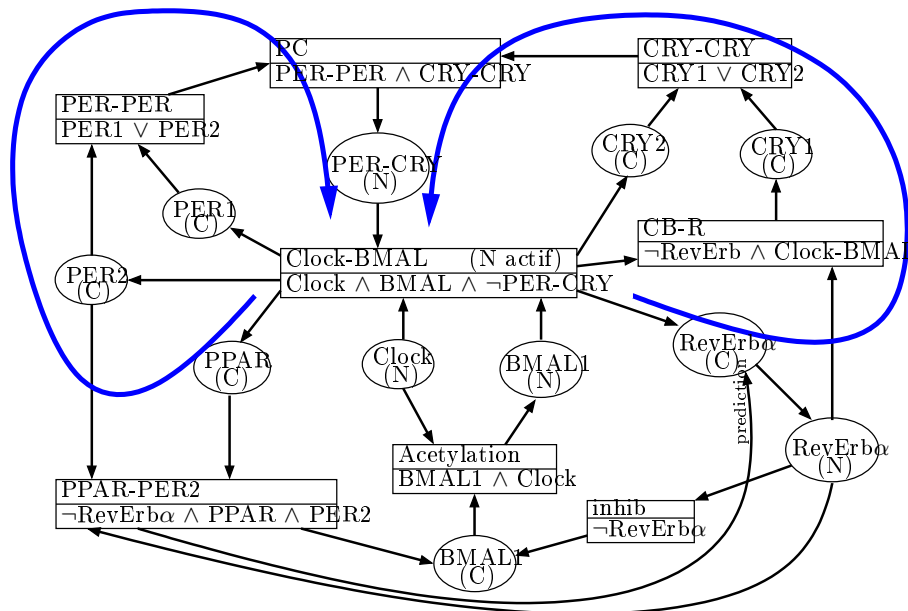 PC
PER-PER ∧ CRY-CRY
CRY-CRY
CRY1 ∨ CRY2
PER-PER
PER1 ∨ PER2
PER-CRY
(N)
CRY2
(C)
CRY1
(C)
PER1
(C)
CB-R
¬RevErb ∧ Clock-BMAL
Clock-BMAL (N actif)
Clock ∧ BMAL ∧ ¬PER-CRY
PER2
(C)
PPAR
(C)
Clock
(N)
BMAL1
(N)
RevErbα
(C)
prediction
RevErbα
(N)
Acetylation
BMAL1 ∧ Clock
PPAR-PER2
¬RevErbα ∧ PPAR ∧ PER2
inhib
¬RevErbα
BMAL1
(C)